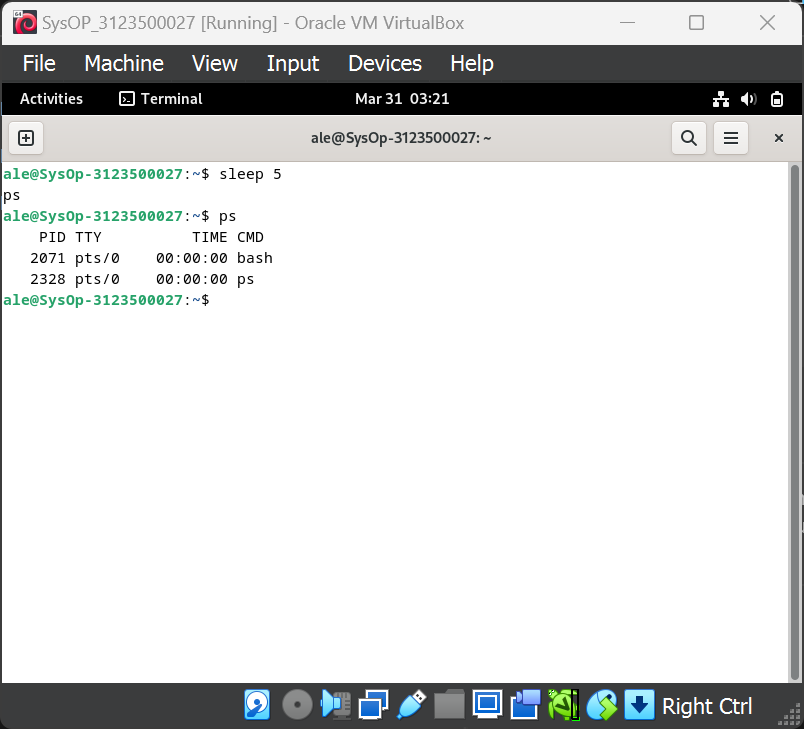 SysOP_3123500027 [Running] - Oracle VM VirtualBox
File Machine View Input Devices Help
Activities Terminal Mar 31 03:21
ale@SysOp-3123500027: ~
ale@SysOp-3123500027:~$ sleep 5
ps
ale@SysOp-3123500027:~$ ps
    PID TTY          TIME CMD
   2071 pts/0    00:00:00 bash
   2328 pts/0    00:00:00 ps
ale@SysOp-3123500027:~$
Right Ctrl